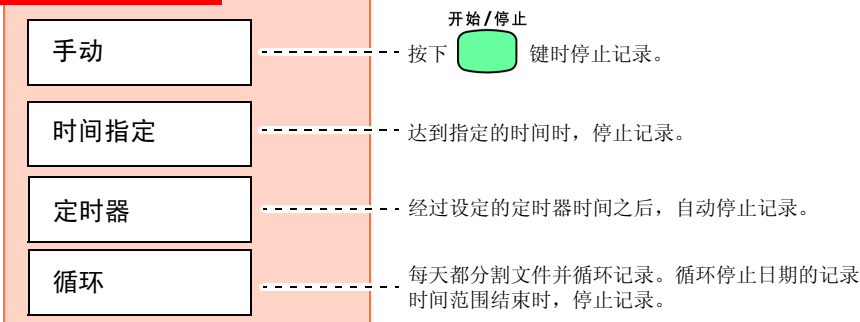 开始/停止
手动
按下 键时停止记录。
时间指定
达到指定的时间时，停止记录。
定时器
经过设定的定时器时间之后，自动停止记录。
循环
每天都分割文件并循环记录。循环停止日期的记录
时间范围结束时，停止记录。